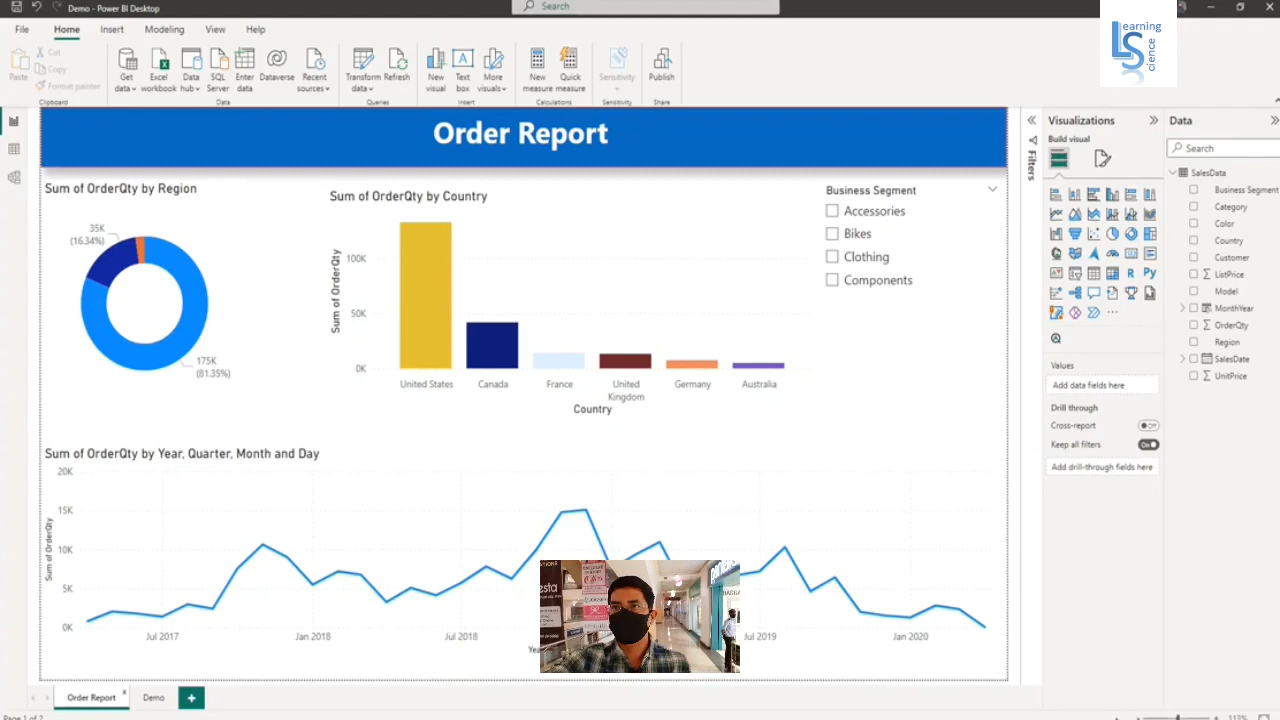 Demo - Power BI Desktop
Search
File
Home
Insert
Modeling
View
Help
Learning
Science
Paste
Cut
Copy
Format painter
Get data
Excel workbook
Data hub
SQL Server
Enter data
Dataverse
Recent sources
Transform data
Refresh
New visual
Text box
More visuals
New measure
Quick measure
Sensitivity
Publish
Clipboard
Data
Queries
Insert
Calculations
Sensitivity
Share
Order Report
Sum of OrderQty by Region
35K
(16.34%)
175K
(81.35%)
Sum of OrderQty by Country
Sum of OrderQty
100K
50K
0K
United States
Canada
France
United Kingdom
Germany
Australia
Country
Business Segment
Accessories
Bikes
Clothing
Components
Sum of OrderQty by Year, Quarter, Month and Day
Sum of OrderQty
20K
15K
10K
5K
0K
Jul 2017
Jan 2018
Jul 2018
Jul 2019
Jan 2020
Filters
Visualizations
Build visual
R
Py
Values
Add data fields here
Drill through
Cross-report
Off
Keep all filters
On
Add drill-through fields here
Data
Search
SalesData
Business Segment
Category
Color
Country
Customer
ListPrice
Model
MonthYear
OrderQty
Region
SalesDate
UnitPrice
Order Report
Demo
Page 1 of 2
113%